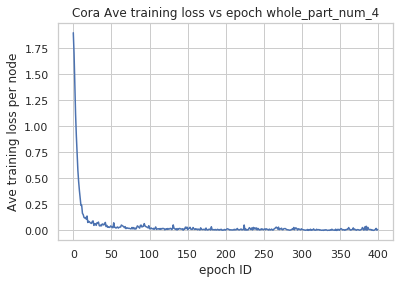 Cora Ave training loss vs epoch whole_part_num_4
Ave training loss per node
1.75
1.50
1.25
1.00
0.75
0.50
0.25
0.00
0 50 100 150 200 250 300 350 400
epoch ID